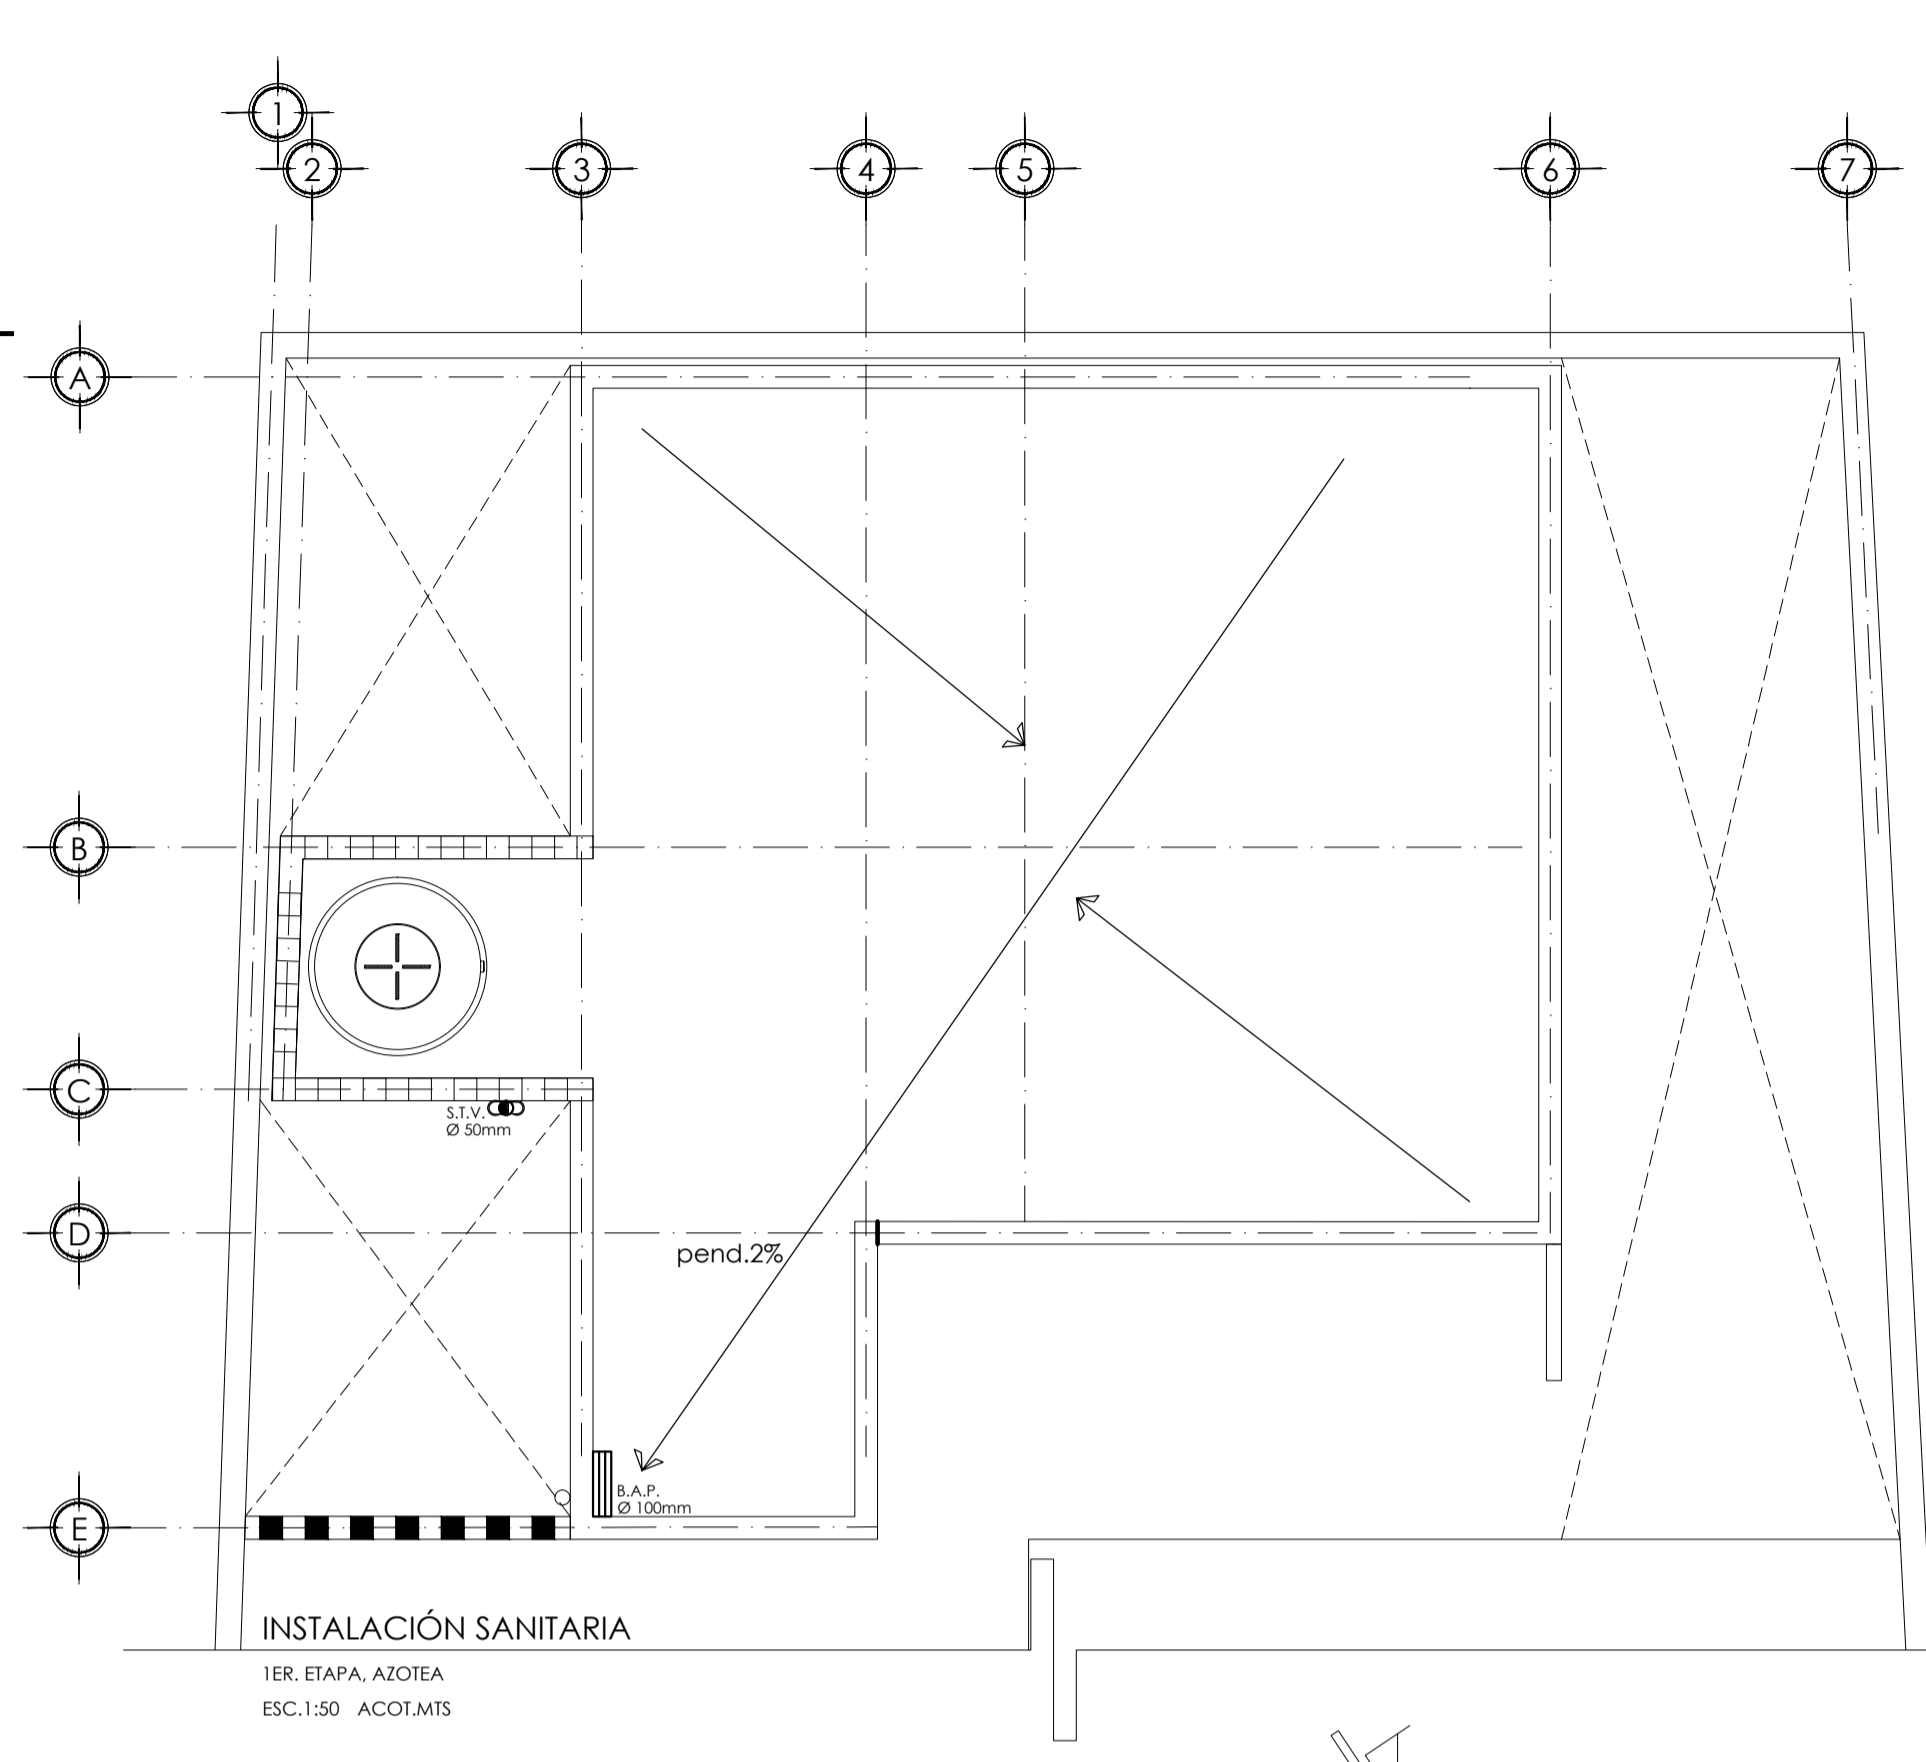 1
2
3
4
5
6
7
A
B
C
S.T.V.
Ø 50mm
D
pend.2%
B.A.P.
Ø 100mm
E
INSTALACIÓN SANITARIA
1ER. ETAPA, AZOTEA
ESC.1:50 ACOT.MTS